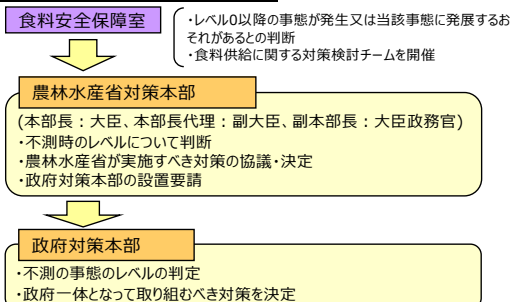 食料安全保障室
・レベル0以降の事態が発生又は当該事態に発展するお
それがあるとの判断
・食料供給に関する対策検討チームを開催
農林水産省対策本部
(本部長：大臣、本部長代理：副大臣、副本部長：大臣政務官)
・不測時のレベルについて判断
・農林水産省が実施すべき対策の協議・決定
・政府対策本部の設置要請
政府対策本部
・不測の事態のレベルの判定
・政府一体となって取り組むべき対策を決定